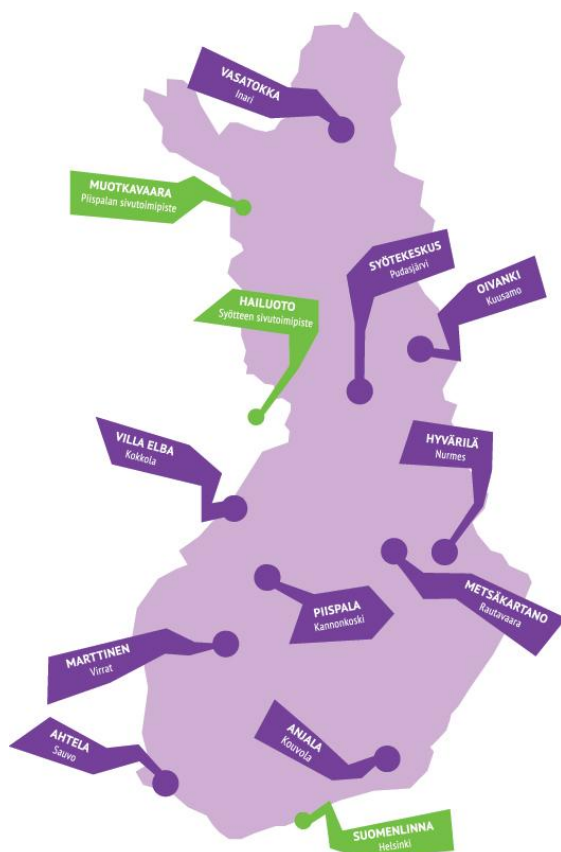 VASATOKKA
Inari
MUOTKAVAARA
Piispalan sivutoimipiste
SYÖTEKESKUS
Pudasjärvi
OIVANKI
Kuusamo
HAILUOTO
Syötteen sivutoimipiste
VILLA ELBA
Kokkola
HYVÄRILÄ
Nurmes
METSÄKARTANO
Rautavaara
PIISPALA
Kannonkoski
MARTTINEN
Virrat
AHTELA
Sauvo
ANJALA
Kouvola
SUOMENLINNA
Helsinki